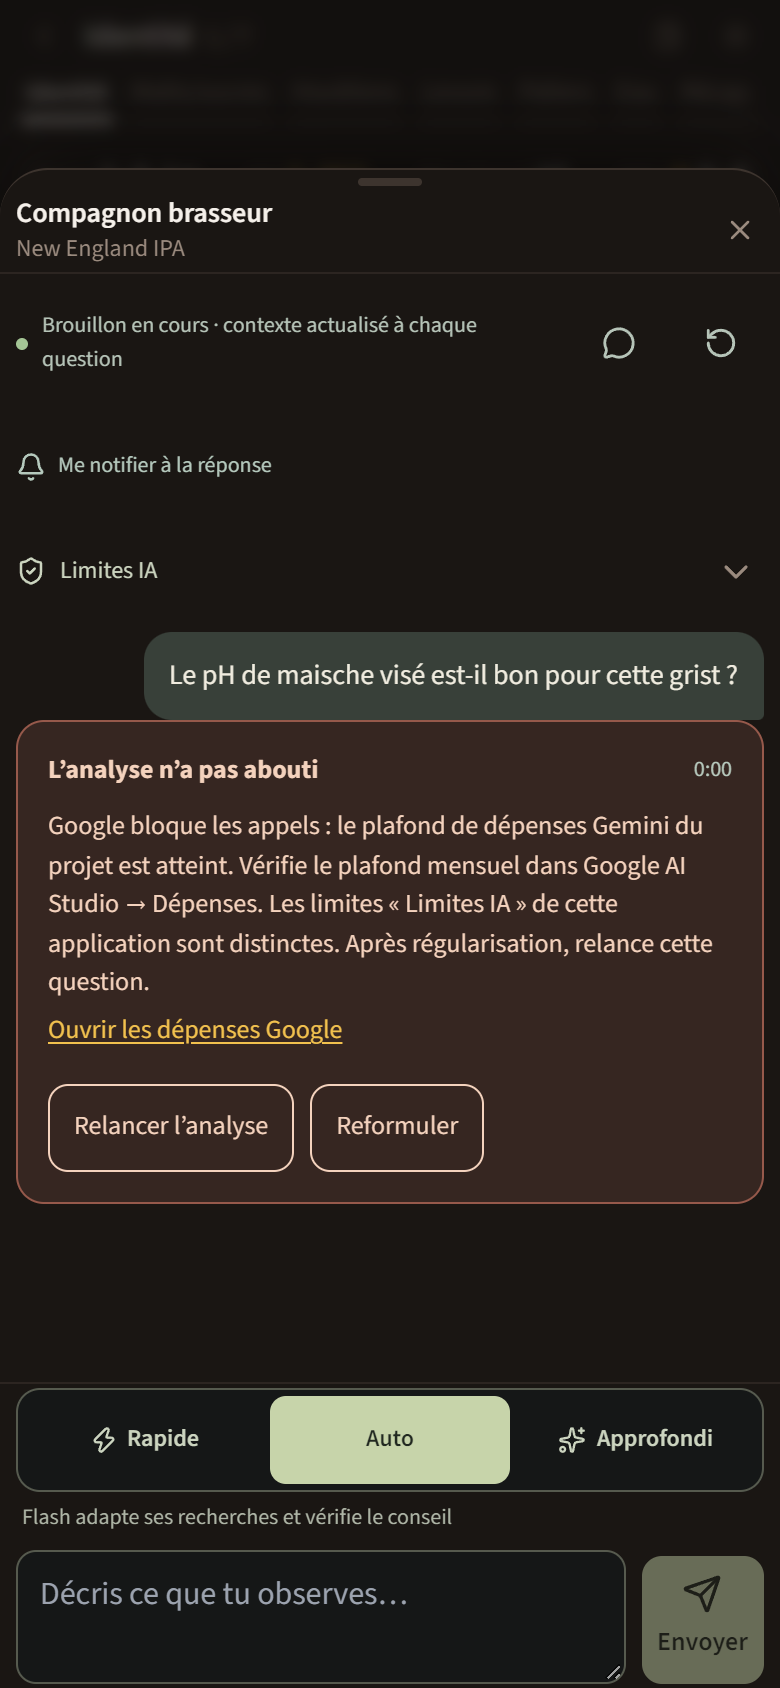 Compagnon brasseur
New England IPA
Brouillon en cours · contexte actualisé à chaque
question
Me notifier à la réponse
Limites IA
Le pH de maische visé est-il bon pour cette grist ?
L’analyse n’a pas abouti
0:00
Google bloque les appels : le plafond de dépenses Gemini du
projet est atteint. Vérifie le plafond mensuel dans Google AI
Studio → Dépenses. Les limites « Limites IA » de cette
application sont distinctes. Après régularisation, relance cette
question.
Ouvrir les dépenses Google
Relancer l’analyse
Reformuler
Rapide
Auto
Approfondi
Flash adapte ses recherches et vérifie le conseil
Décris ce que tu observes…
Envoyer